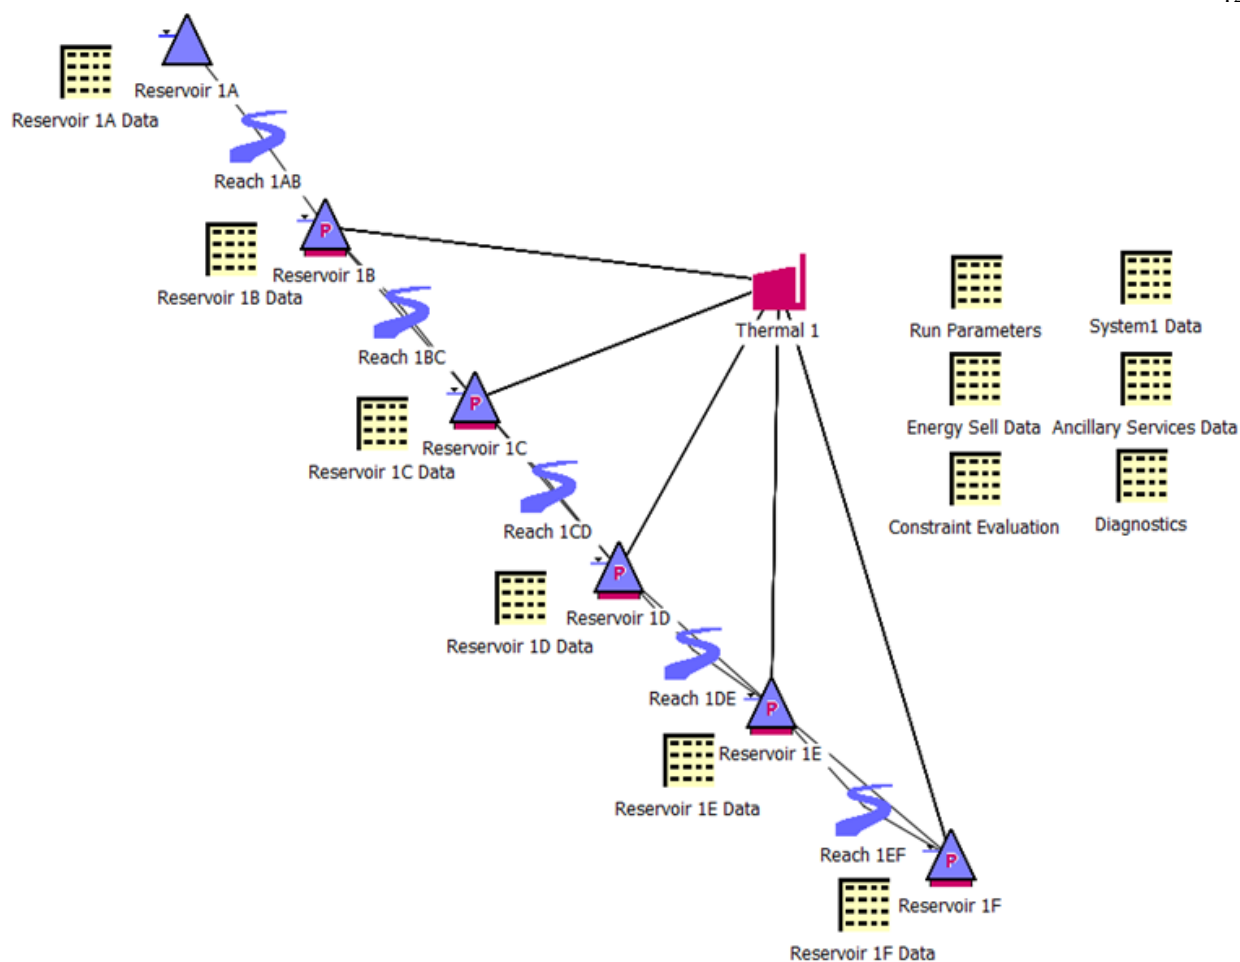 Reservoir 1A
Reservoir 1A Data
Reach 1AB
P
Reservoir 1B
Reservoir 1B Data
Thermal 1
Run Parameters
System1 Data
Reach 1BC
P
Reservoir 1C
Reservoir 1C Data
Energy Sell Data
Ancillary Services Data
Constraint Evaluation
Diagnostics
Reach 1CD
P
Reservoir 1D
Reservoir 1D Data
Reach 1DE
P
Reservoir 1E
Reservoir 1E Data
Reach 1EF
P
Reservoir 1F
Reservoir 1F Data